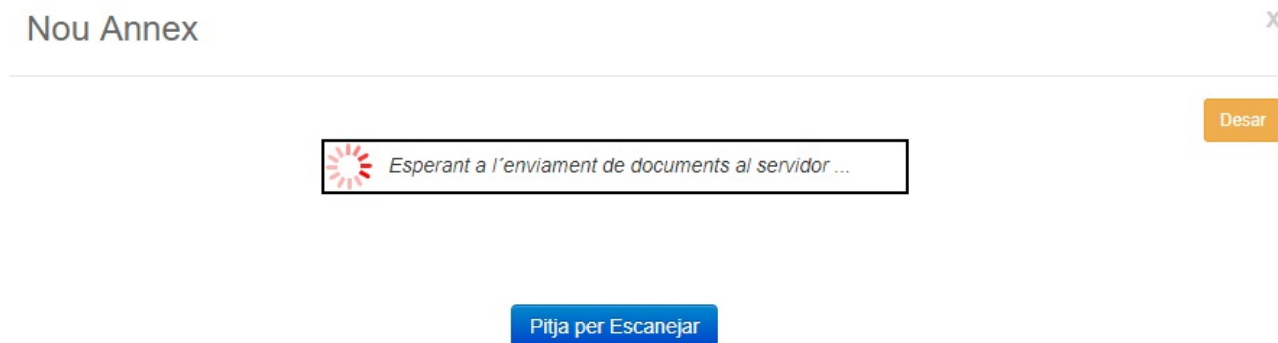 Nou Annex
X
Desar
Esperant a l´enviament de documents al servidor ...
Pitja per Escanejar